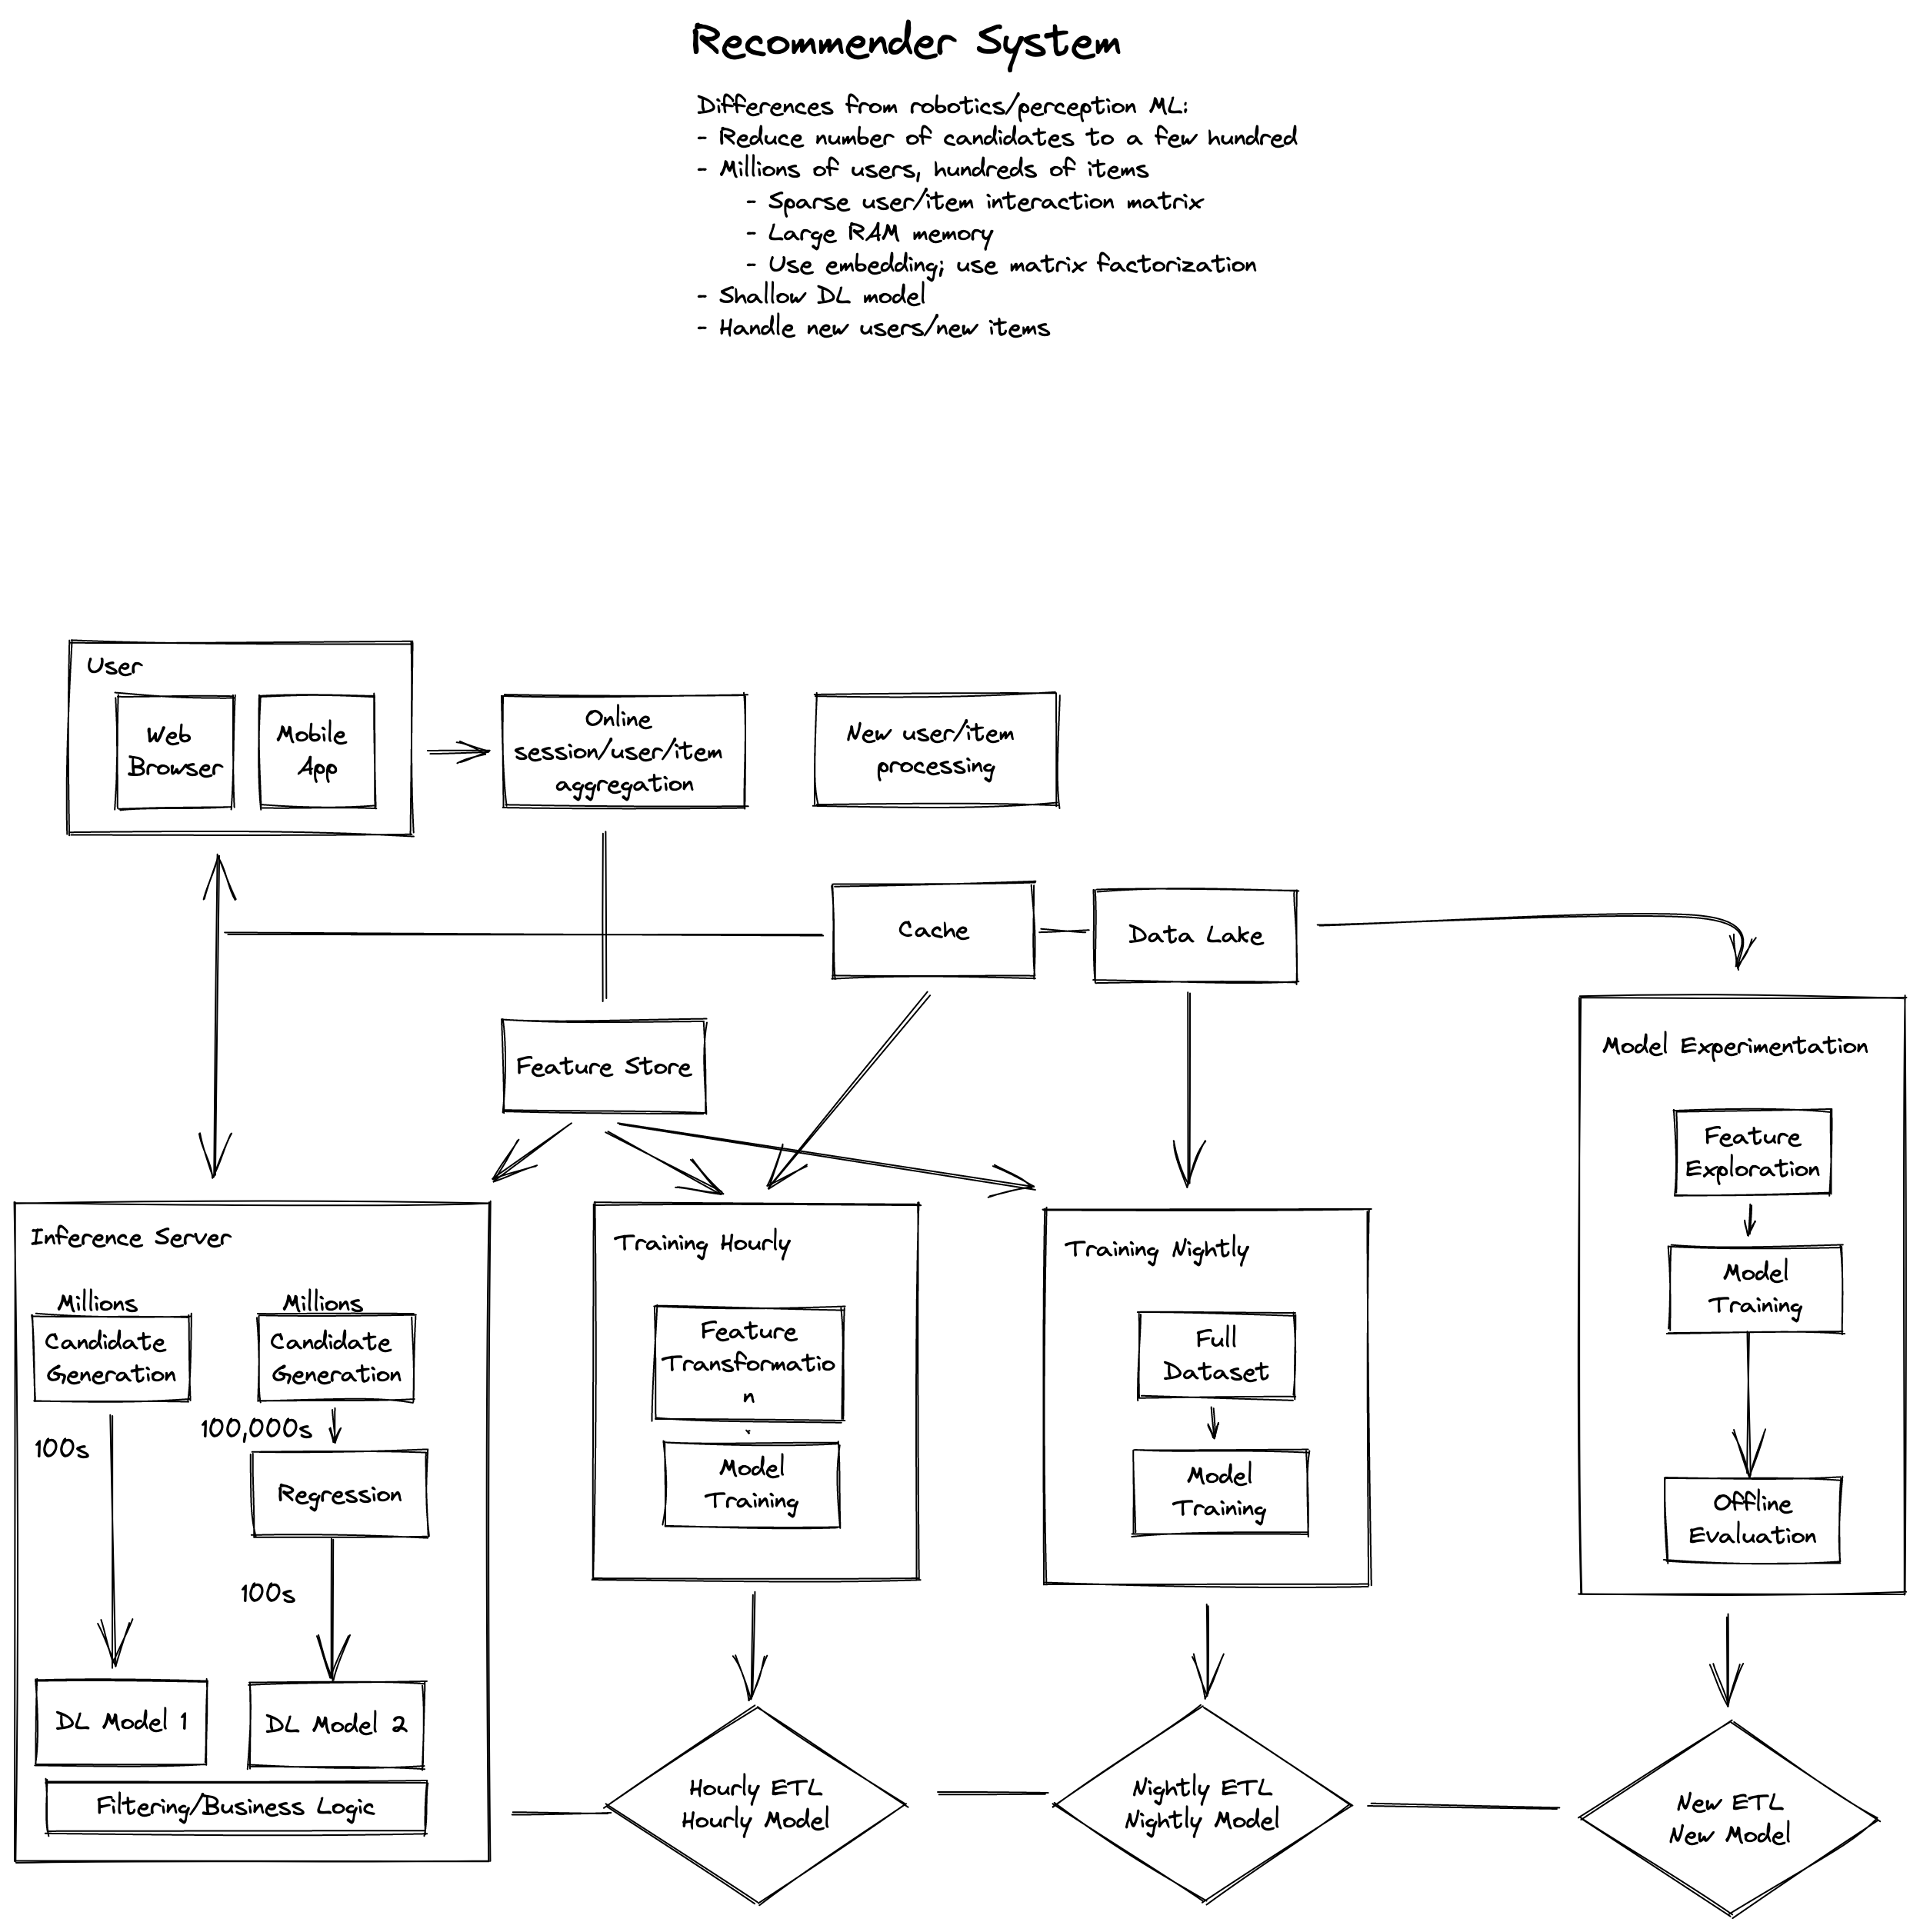 Recommender System
Differences from robotics/perception ML:
- Reduce number of candidates to a few hundred
- Millions of users, hundreds of items
- Sparse user/item interaction matrix
- Large RAM memory
- Use embedding; use matrix factorization
- Shallow DL model
- Handle new users/new items
User
Web
Browser
Mobile
App
Online
session/user/item
aggregation
New user/item
processing
Cache
Data Lake
Feature Store
Model Experimentation
Feature
Exploration
Model
Training
Offline
Evaluation
Inference Server
Millions
Candidate
Generation
100s
DL Model 1
Millions
Candidate
Generation
100,000s
Regression
100s
DL Model 2
Filtering/Business Logic
Training Hourly
Feature
Transformatio
n
Model
Training
Training Nightly
Full
Dataset
Model
Training
Hourly ETL
Hourly Model
Nightly ETL
Nightly Model
New ETL
New Model